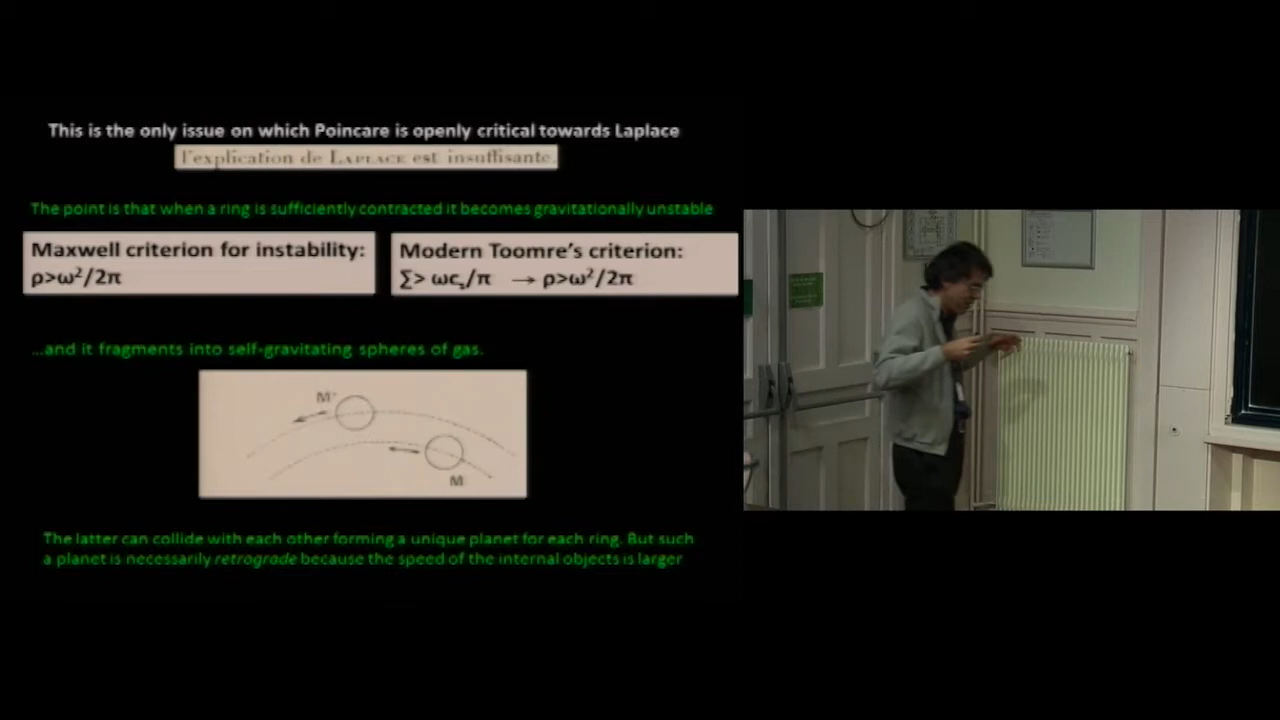 This is the only issue on which Poincare is openly critical towards Laplace
l'explication de LAPLACE est insuffisante.
The point is that when a ring is sufficiently contracted it becomes gravitationally unstable
Maxwell criterion for instability:
ρ>ω²/2π
Modern Toomre's criterion:
∑> ωcₛ/π → ρ>ω²/2π
...and it fragments into self-gravitating spheres of gas.
M'
M
The latter can collide with each other forming a unique planet for each ring. But such
a planet is necessarily retrograde because the speed of the internal objects is larger